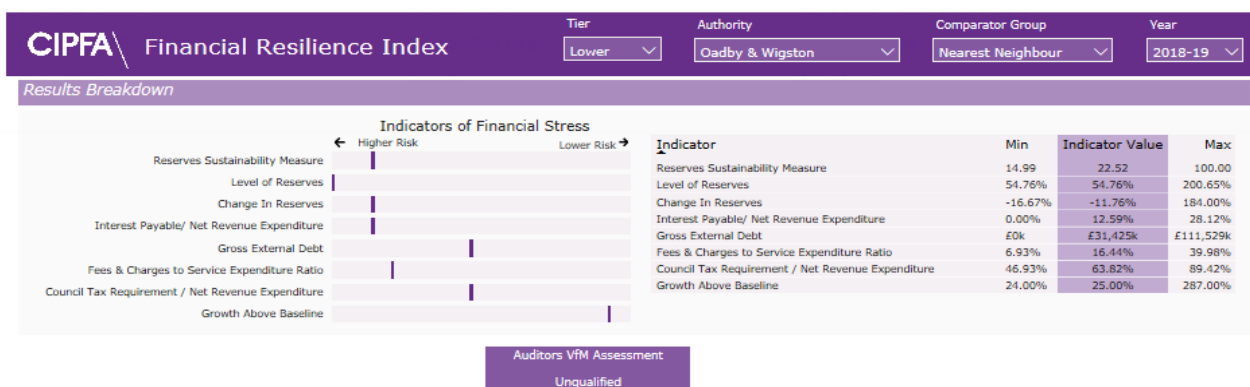 CIPFA\ Financial Resilience Index
Tier
Lower
Authority
Oadby & Wigston
Comparator Group
Nearest Neighbour
Year
2018-19
Results Breakdown
Indicators of Financial Stress
← Higher Risk Lower Risk →
Reserves Sustainability Measure
Level of Reserves
Change In Reserves
Interest Payable/ Net Revenue Expenditure
Gross External Debt
Fees & Charges to Service Expenditure Ratio
Council Tax Requirement / Net Revenue Expenditure
Growth Above Baseline
Indicator Min Indicator Value Max
Reserves Sustainability Measure 14.99 22.52 100.00
Level of Reserves 54.76% 54.76% 200.65%
Change In Reserves -16.67% -11.76% 184.00%
Interest Payable/ Net Revenue Expenditure 0.00% 12.59% 28.12%
Gross External Debt £0k £31,425k £111,529k
Fees & Charges to Service Expenditure Ratio 6.93% 16.44% 39.98%
Council Tax Requirement / Net Revenue Expenditure 46.93% 63.82% 89.42%
Growth Above Baseline 24.00% 25.00% 287.00%
Auditors VfM Assessment
Unqualified